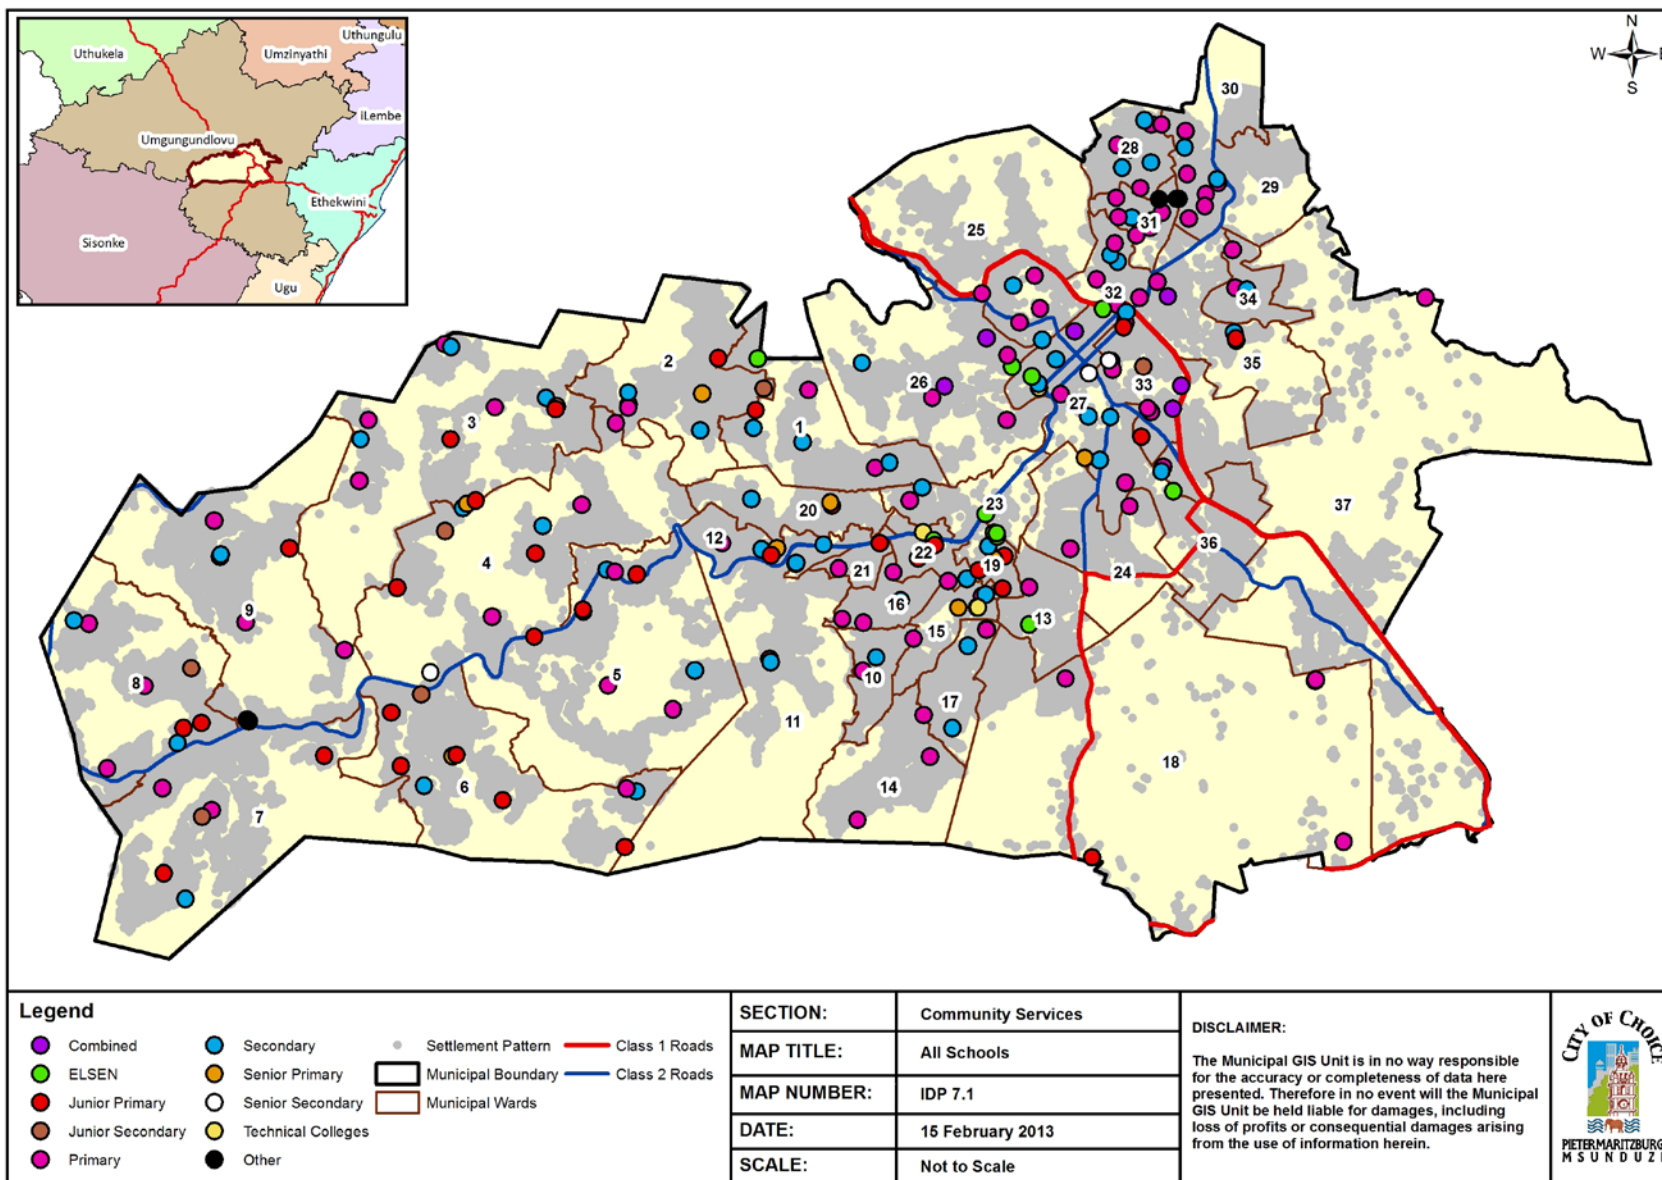 Uthukela
Umzinyathi
Uthungulu
iLembe
Umgungundlovu
Ethekwini
Sisonke
Ugu
N
W
E
S
30
28
29
25
31
34
32
35
2
26
33
3
27
1
37
20
23
12
36
4
22
19
24
21
16
9
13
15
5
8
10
17
11
18
14
6
7
Legend
Combined
ELSEN
Junior Primary
Junior Secondary
Primary
Secondary
Senior Primary
Senior Secondary
Technical Colleges
Other
Settlement Pattern
Municipal Boundary
Municipal Wards
Class 1 Roads
Class 2 Roads
SECTION: Community Services
MAP TITLE: All Schools
MAP NUMBER: IDP 7.1
DATE: 15 February 2013
SCALE: Not to Scale
DISCLAIMER:
The Municipal GIS Unit is in no way responsible
for the accuracy or completeness of data here
presented. Therefore in no event will the Municipal
GIS Unit be held liable for damages, including
loss of profits or consequential damages arising
from the use of information herein.
CITY OF CHOICE
PIETERMARITZBURG
MSUNDUZI